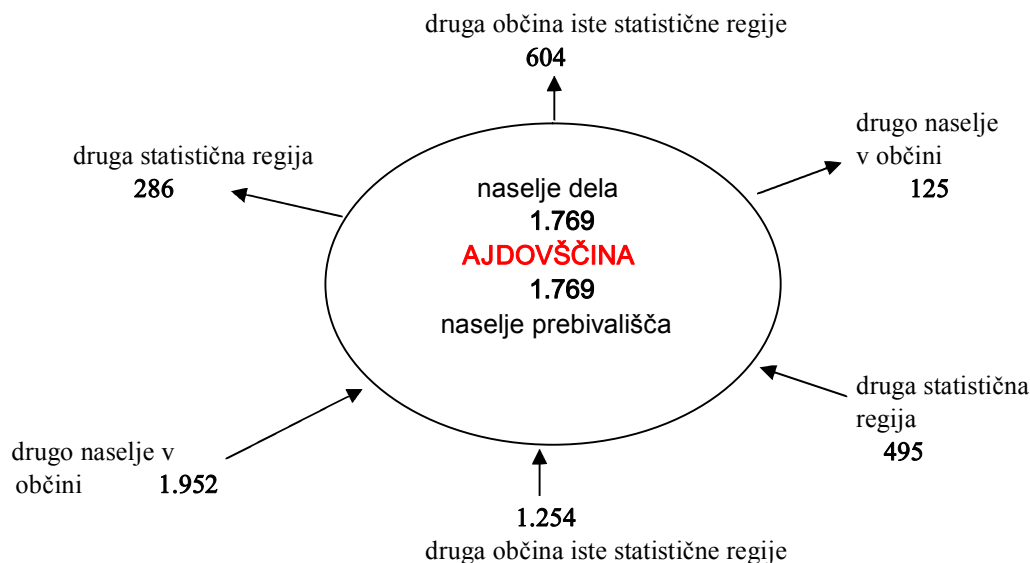 druga občina iste statistične regije
604
drugo naselje
v občini
125
druga statistična regija
286
naselje dela
1.769
AJDOVŠČINA
1.769
naselje prebivališča
druga statistična
regija
495
drugo naselje v
občini 1.952
1.254
druga občina iste statistične regije